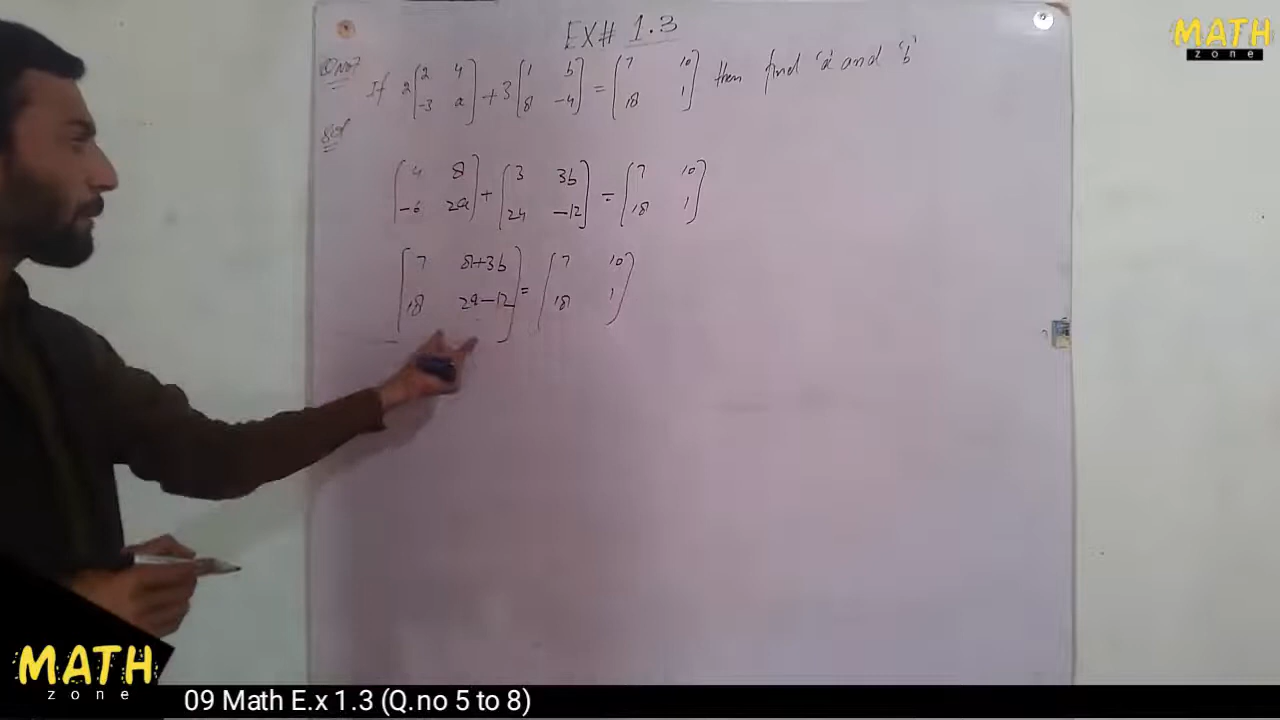 EX# 1.3
MATH
zone
Q.no7 If 2[2 4; -3 a] + 3[1 b; 8 -4] = [7 10; 18 1] then find 'a' and 'b'
Sol
[4 8; -6 2a] + [3 3b; 24 -12] = [7 10; 18 1]
[7 8+3b; 18 2a-12] = [7 10; 18 1]
MATH
zone
09 Math E.x 1.3 (Q.no 5 to 8)